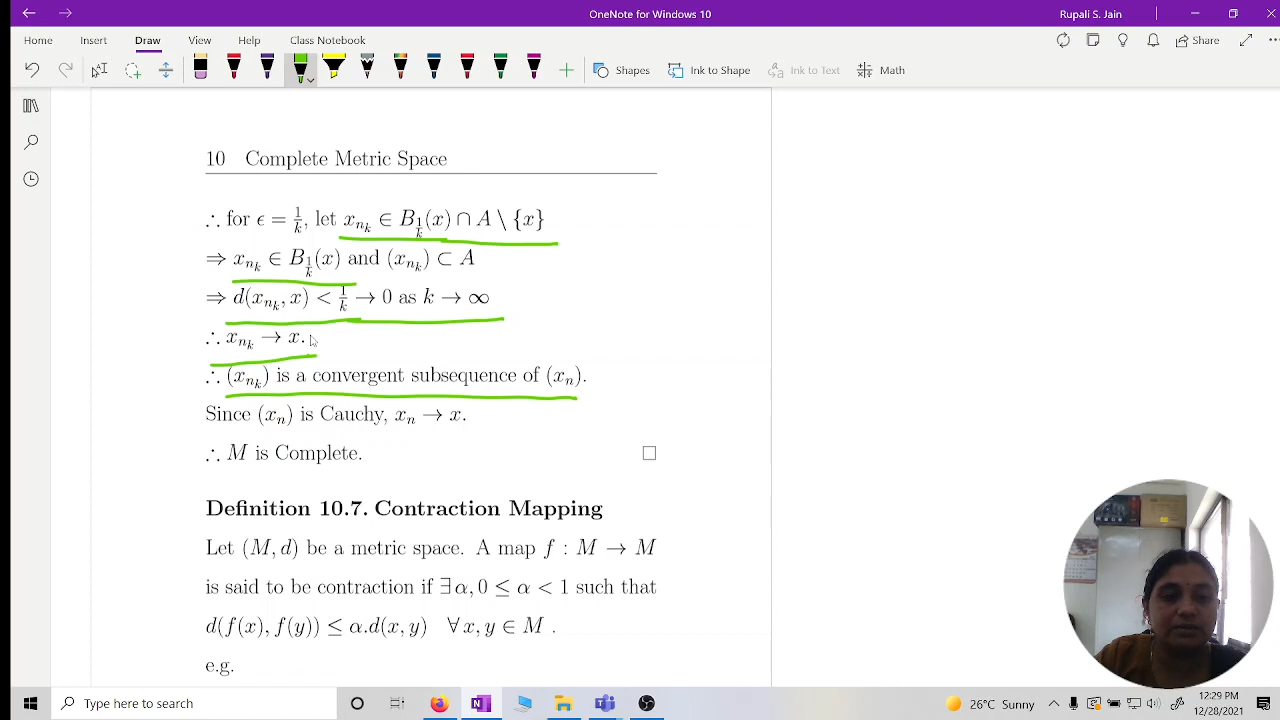 OneNote for Windows 10
Rupali S. Jain
Home Insert Draw View Help Class Notebook
Share
Shapes Ink to Shape Ink to Text Math
10 Complete Metric Space
∴ for ϵ = 1/k, let x_{n_k} ∈ B_{1/k}(x) ∩ A \ {x}
⇒ x_{n_k} ∈ B_{1/k}(x) and (x_{n_k}) ⊂ A
⇒ d(x_{n_k}, x) < 1/k → 0 as k → ∞
∴ x_{n_k} → x.
∴ (x_{n_k}) is a convergent subsequence of (x_n).
Since (x_n) is Cauchy, x_n → x.
∴ M is Complete. □
Definition 10.7. Contraction Mapping
Let (M, d) be a metric space. A map f : M → M
is said to be contraction if ∃ α, 0 ≤ α < 1 such that
d(f(x), f(y)) ≤ α.d(x, y) ∀ x, y ∈ M .
e.g.
Type here to search
26°C Sunny
12:29 PM
12/28/2021